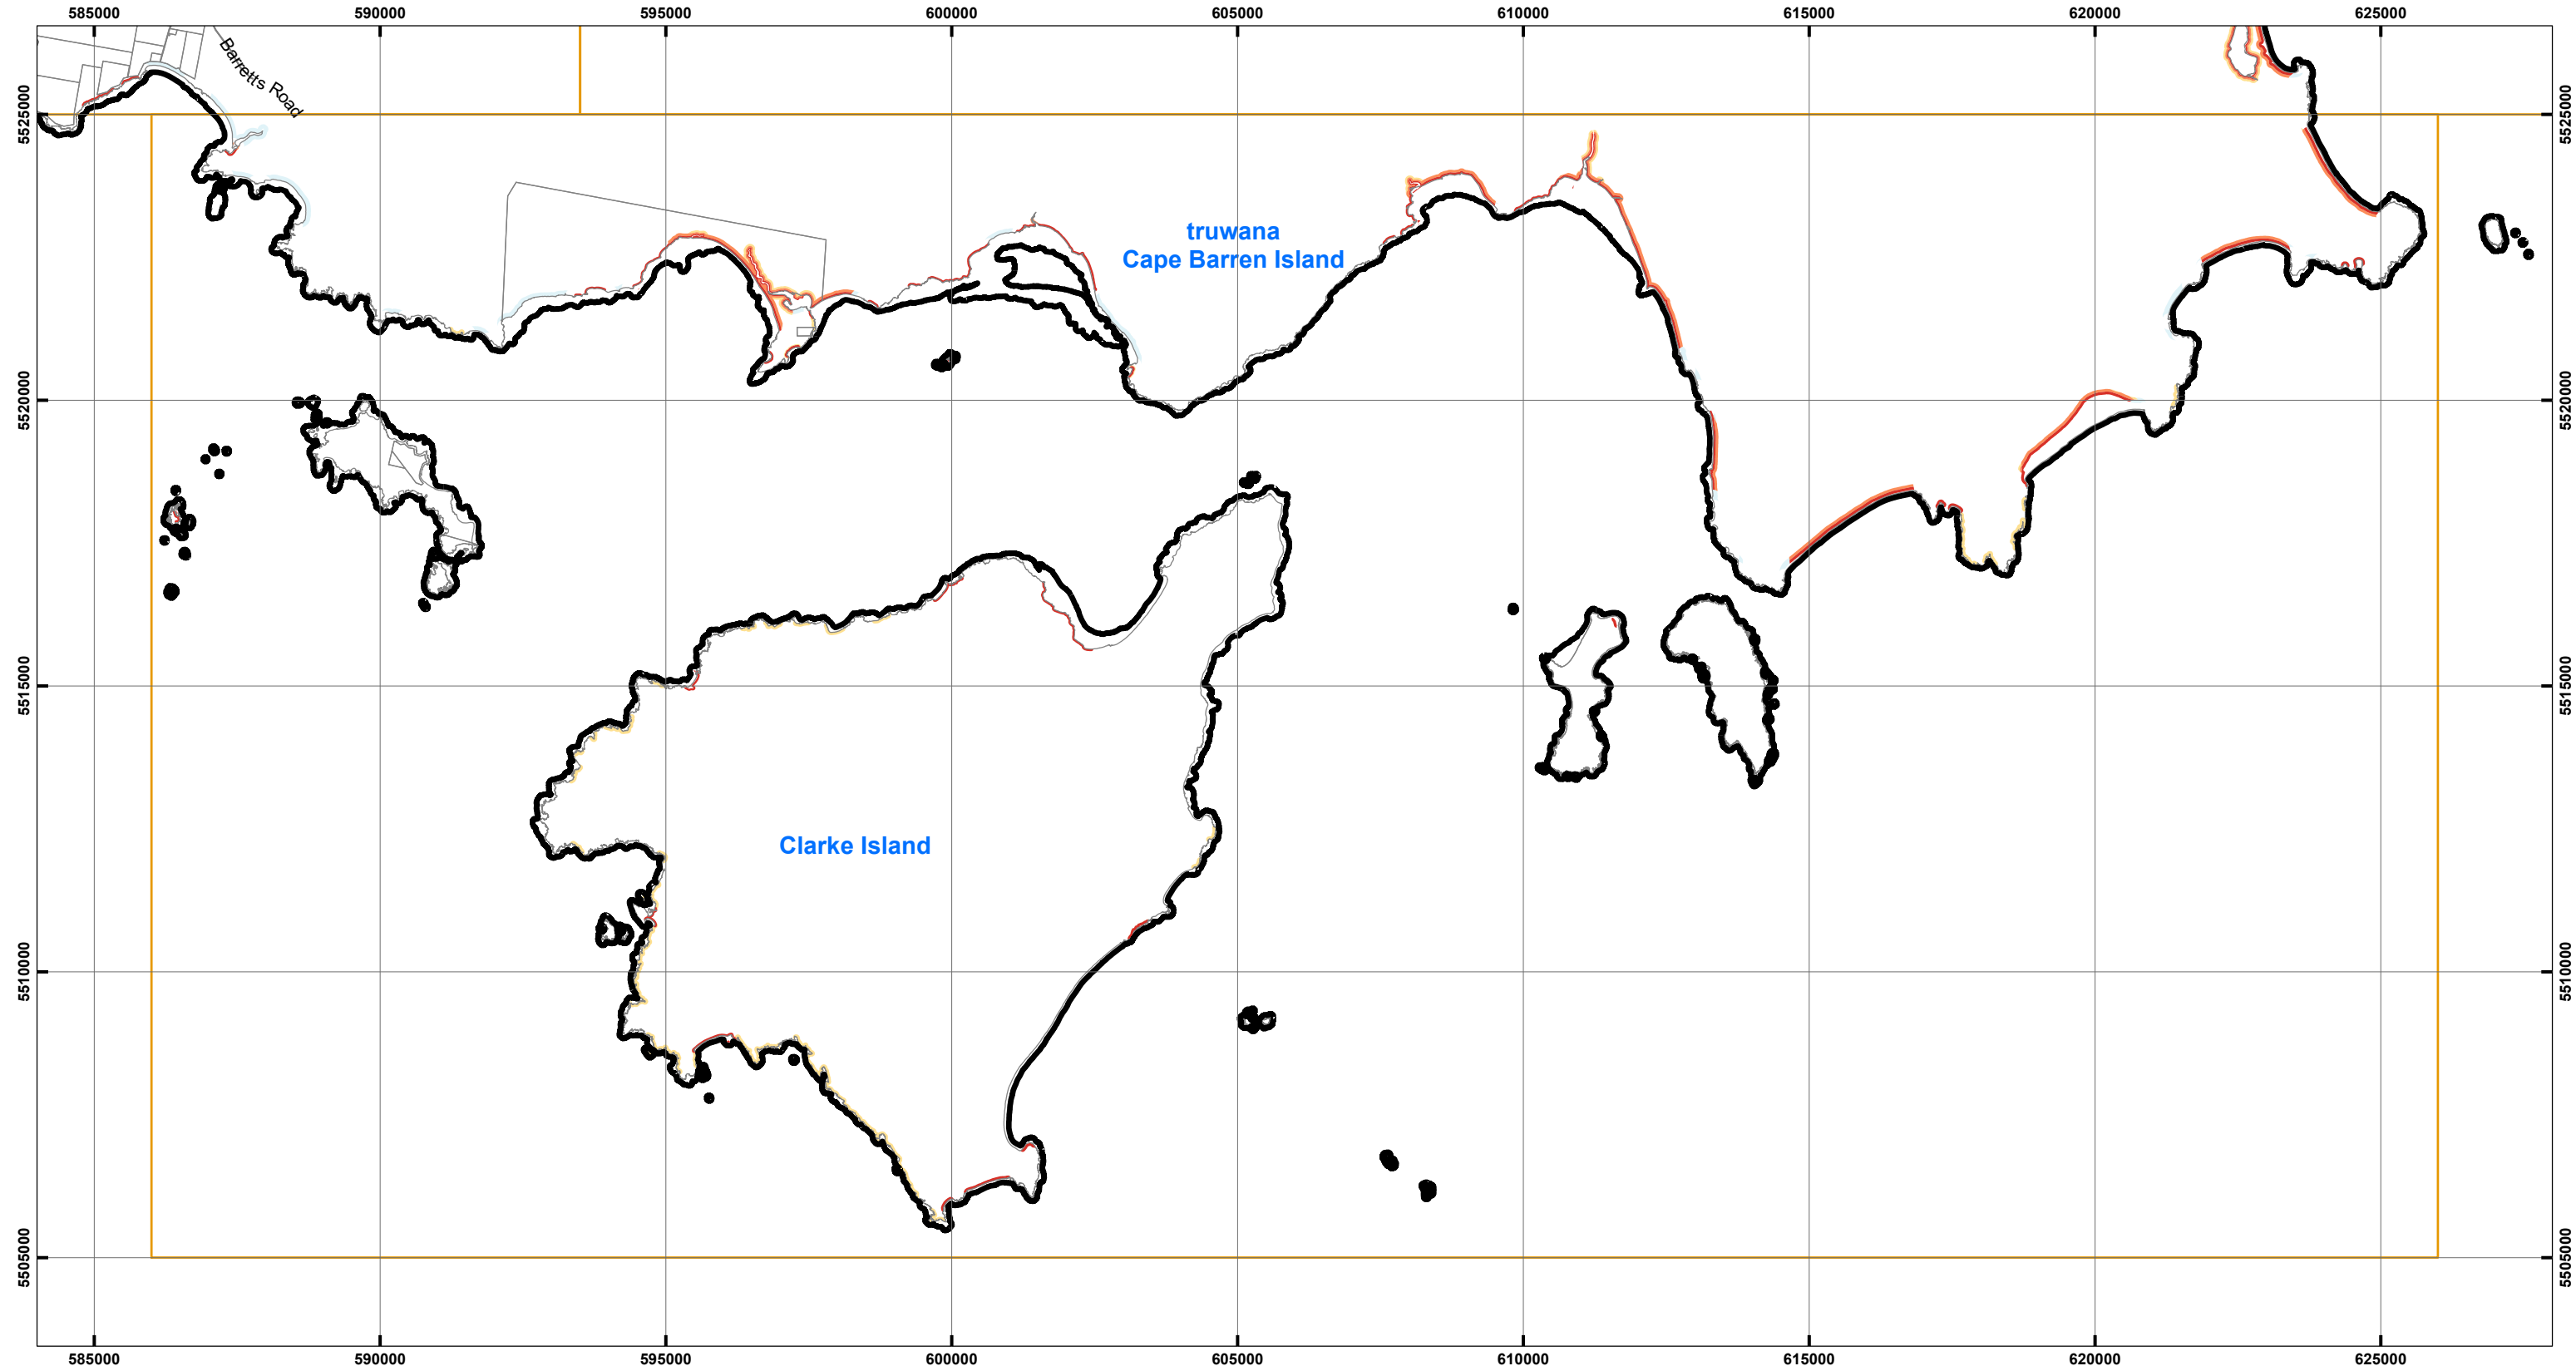 585000 590000 595000 600000 605000 610000 615000 620000 625000
Barretts Road
5525000 5525000
truwana
Cape Barren Island
5520000 5520000
5515000 5515000
Clarke Island
5510000 5510000
5505000 5505000
585000 590000 595000 600000 605000 610000 615000 620000 625000